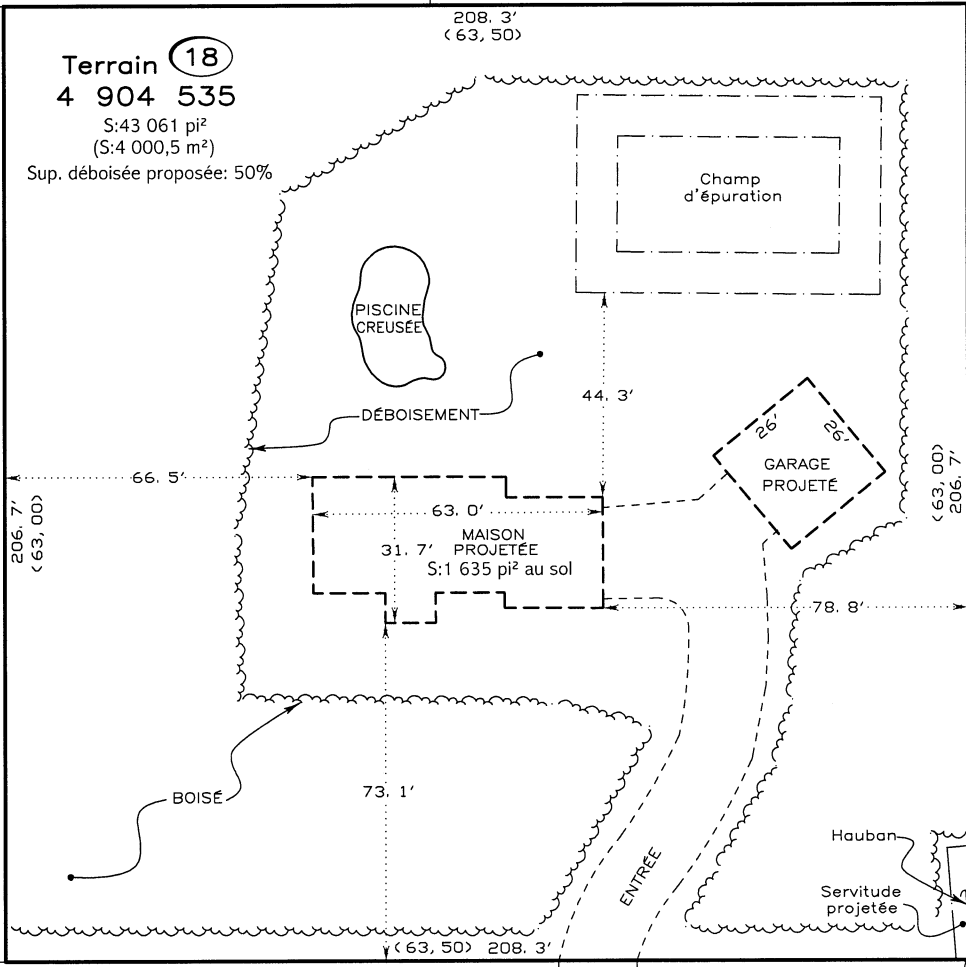 208. 3'
(63, 50)
Terrain 18
4 904 535
S:43 061 pi²
(S:4 000,5 m²)
Sup. déboisée proposée: 50%
Champ
d'épuration
PISCINE
CREUSÉE
44. 3'
DÉBOISEMENT
26'
26'
GARAGE
PROJETÉ
66. 5'
206. 7'
(63, 00)
(63, 00)
206. 7'
63. 0'
MAISON
31. 7' PROJETÉE
S:1 635 pi² au sol
78. 8'
BOISÉ
73. 1'
ENTRÉE
Hauban
Servitude
projetée
(63, 50) 208. 3'